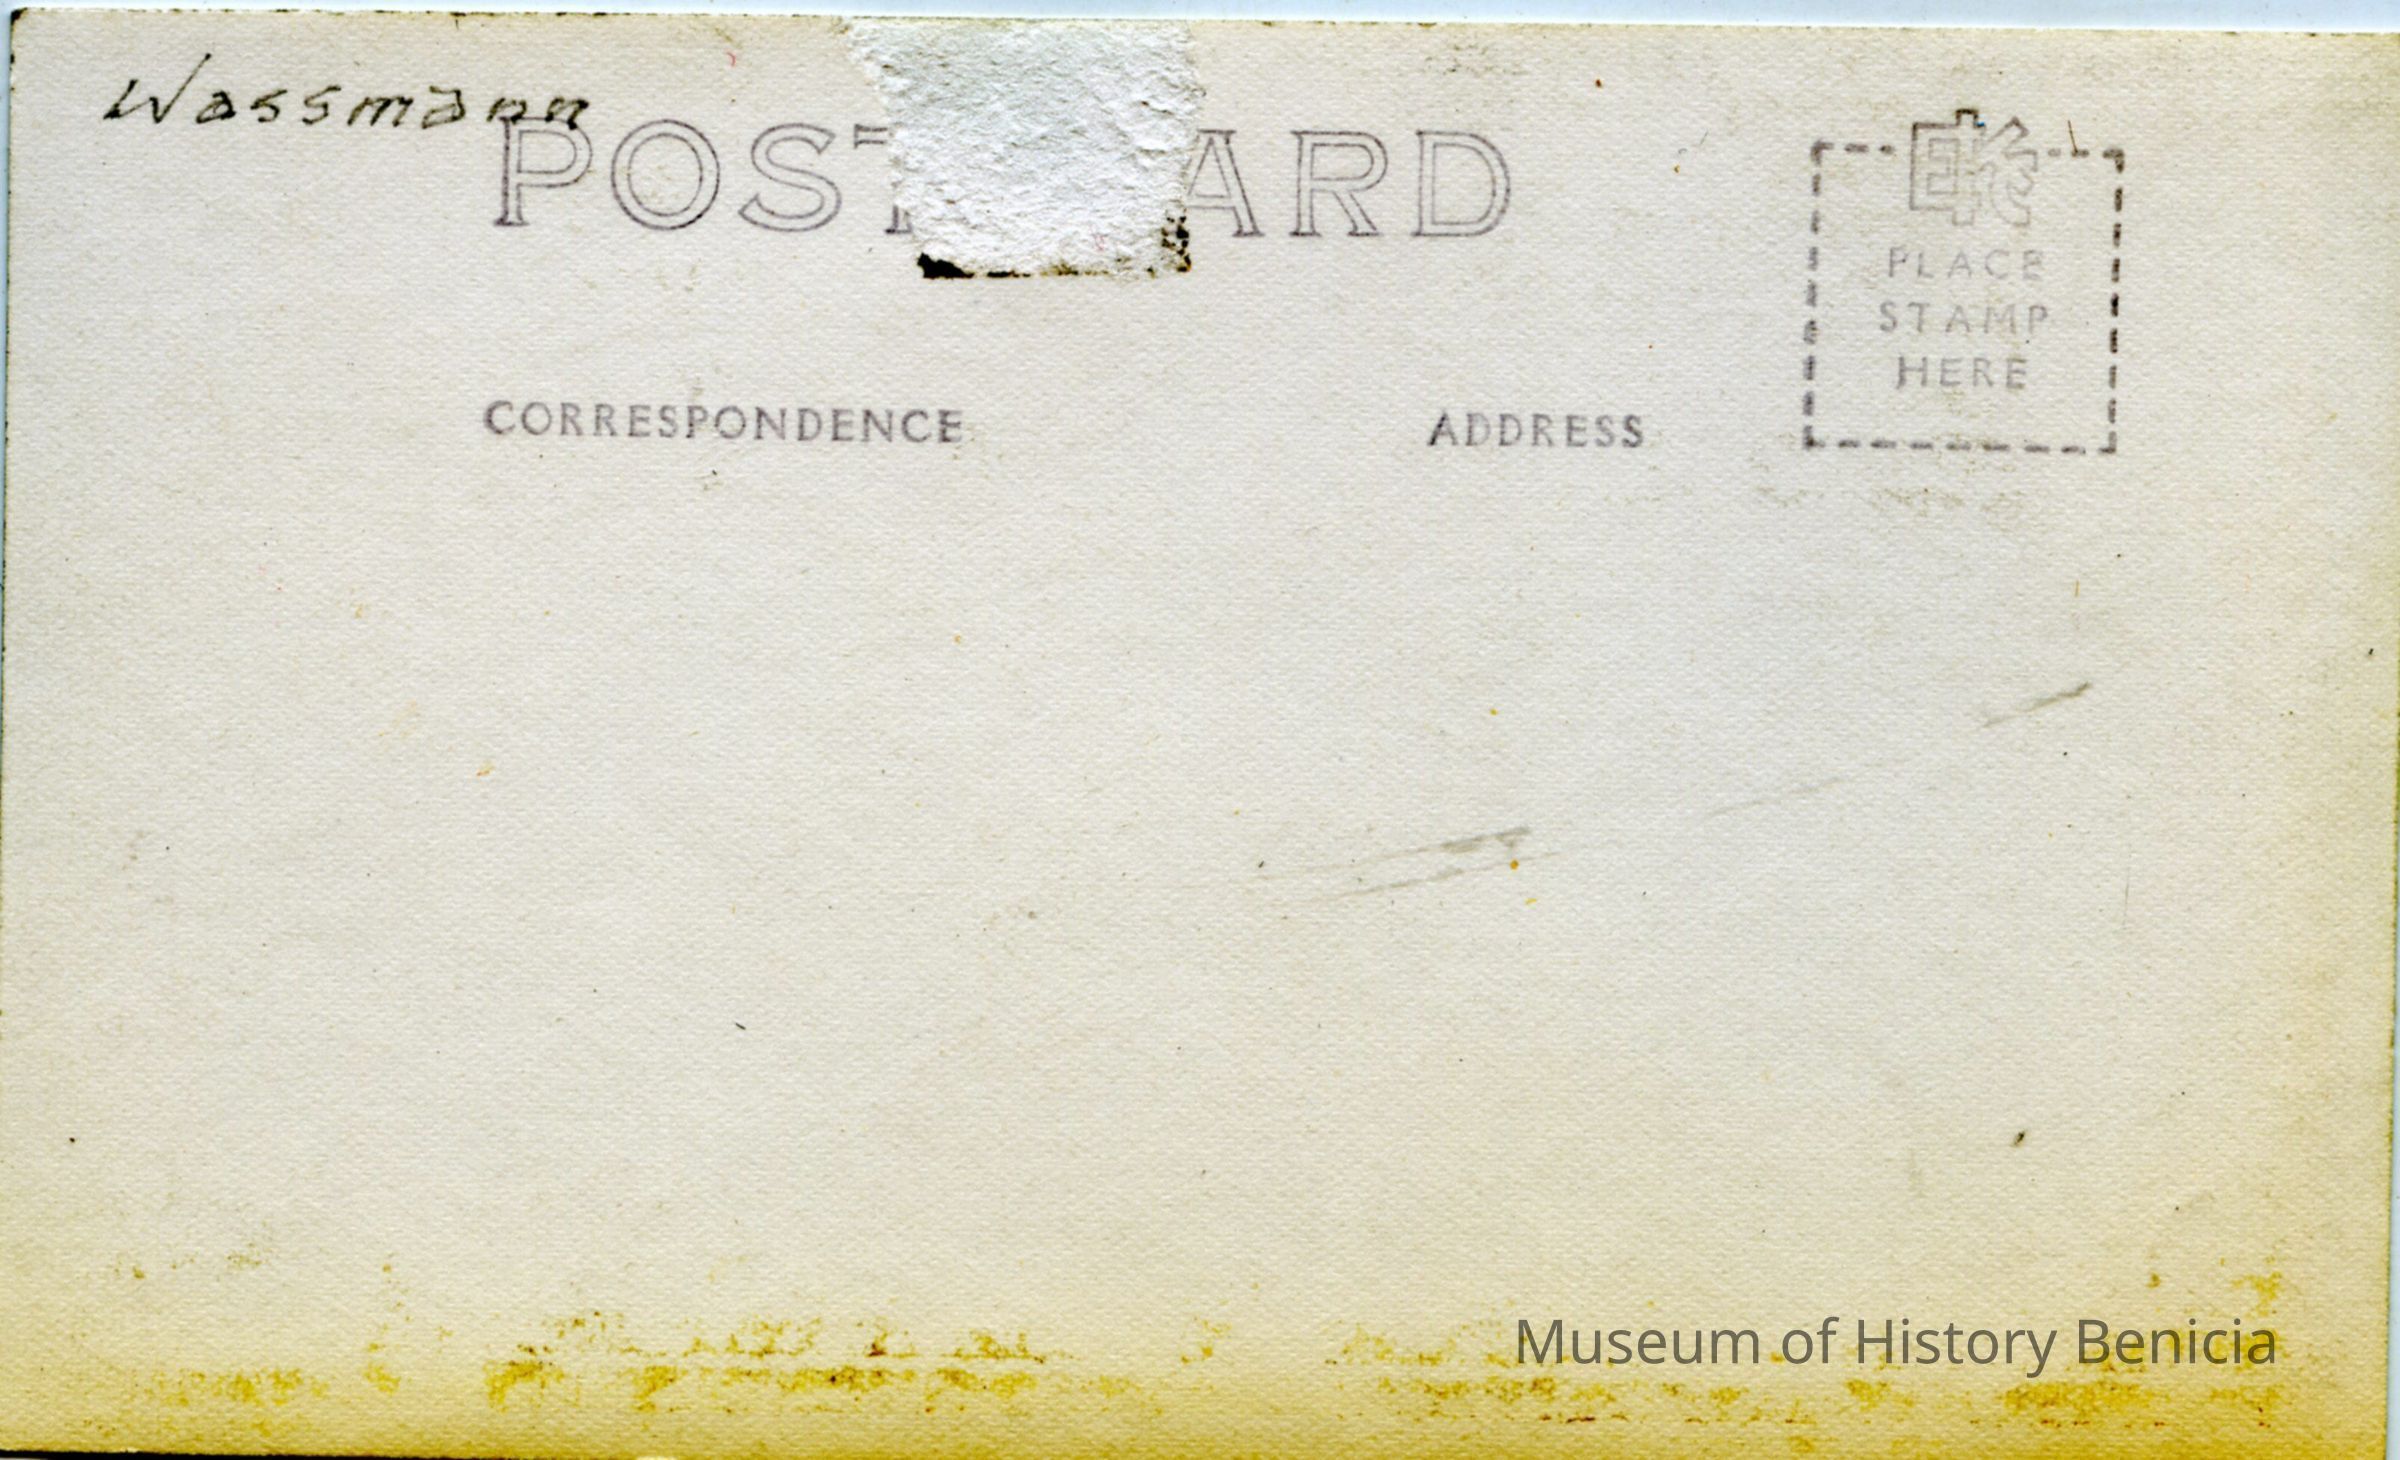 Wassmann
POST ARD
PLACE
STAMP
HERE
CORRESPONDENCE
ADDRESS
Museum of History Benicia